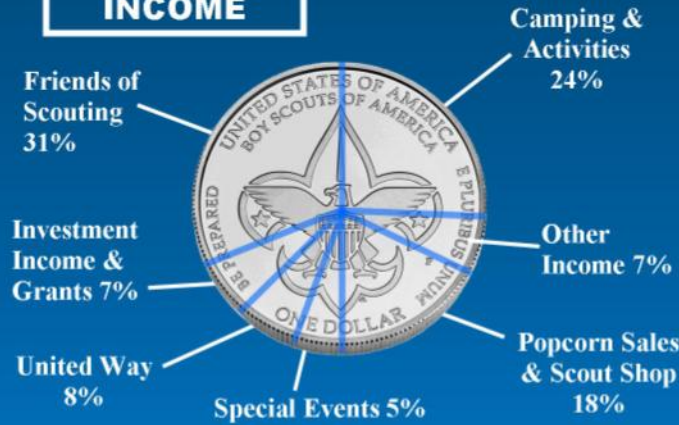 INCOME
Camping &
Activities
24%
Friends of
Scouting
31%
UNITED STATES OF AMERICA
BOY SCOUTS OF AMERICA
BE PREPARED
E PLURIBUS UNUM
ONE DOLLAR
Investment
Income &
Grants 7%
Other
Income 7%
United Way
8%
Popcorn Sales
& Scout Shop
18%
Special Events 5%